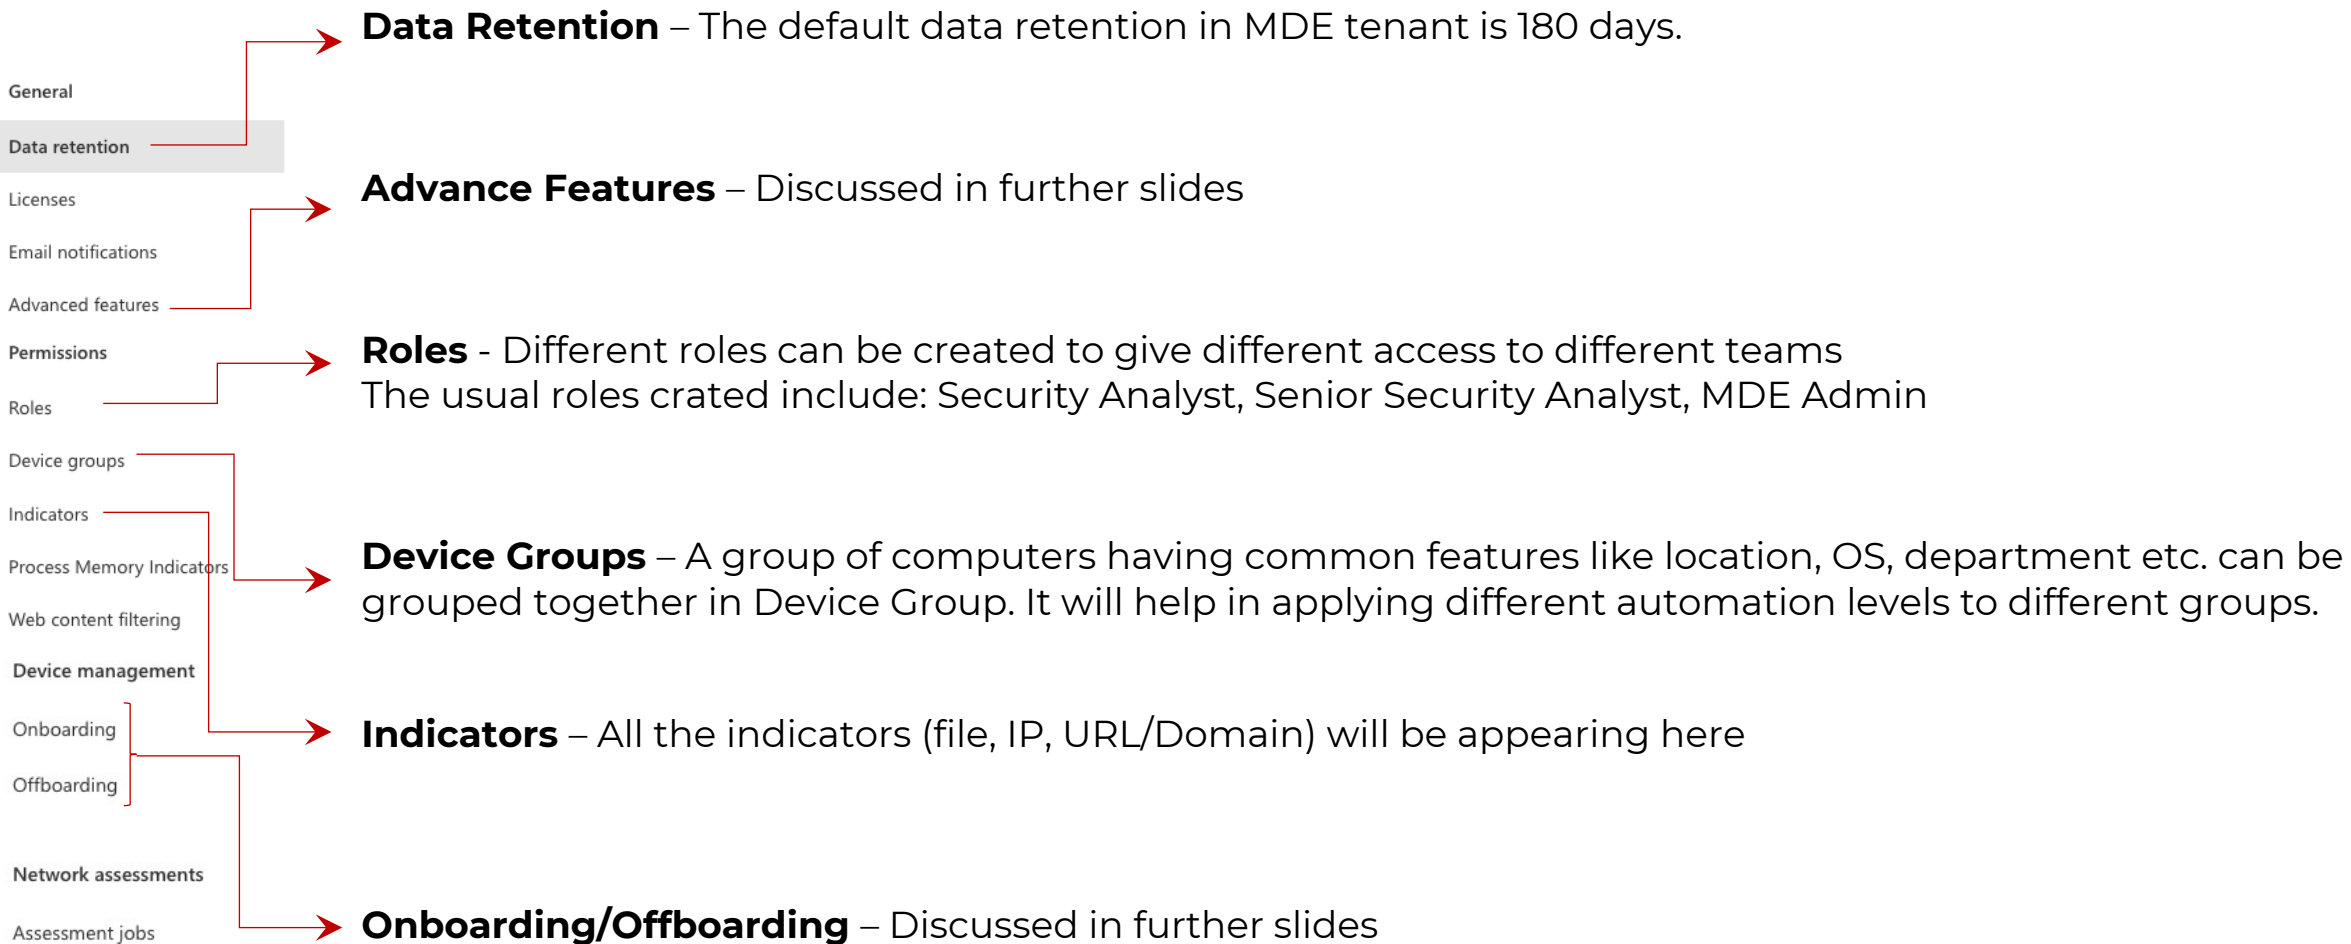 Data Retention – The default data retention in MDE tenant is 180 days.
General
Data retention
Licenses
Email notifications
Advanced features
Permissions
Roles
Device groups
Indicators
Process Memory Indicators
Web content filtering
Device management
Onboarding
Offboarding
Network assessments
Assessment jobs
Advance Features – Discussed in further slides
Roles - Different roles can be created to give different access to different teams
The usual roles crated include: Security Analyst, Senior Security Analyst, MDE Admin
Device Groups – A group of computers having common features like location, OS, department etc. can be
grouped together in Device Group. It will help in applying different automation levels to different groups.
Indicators – All the indicators (file, IP, URL/Domain) will be appearing here
Onboarding/Offboarding – Discussed in further slides